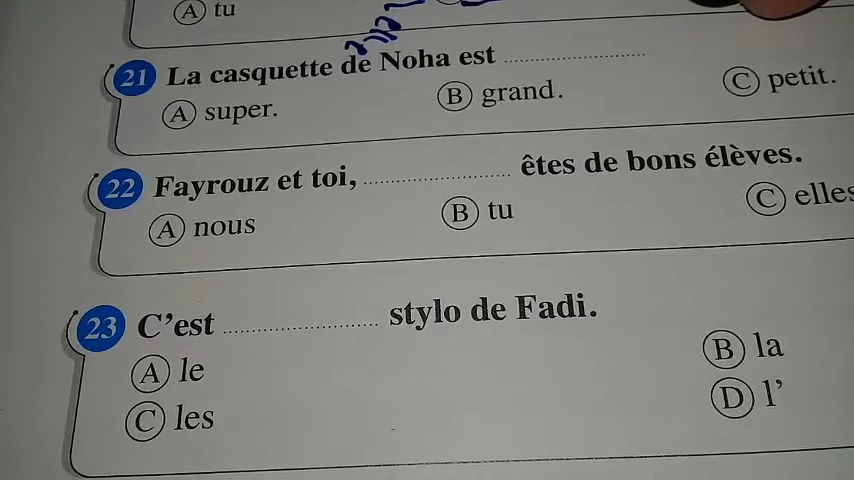 A tu
21 La casquette de Noha est ........................
A super.
B grand.
C petit.
22 Fayrouz et toi, ........................ êtes de bons élèves.
A nous
B tu
C elles
23 C'est ........................ stylo de Fadi.
A le
B la
C les
D l'